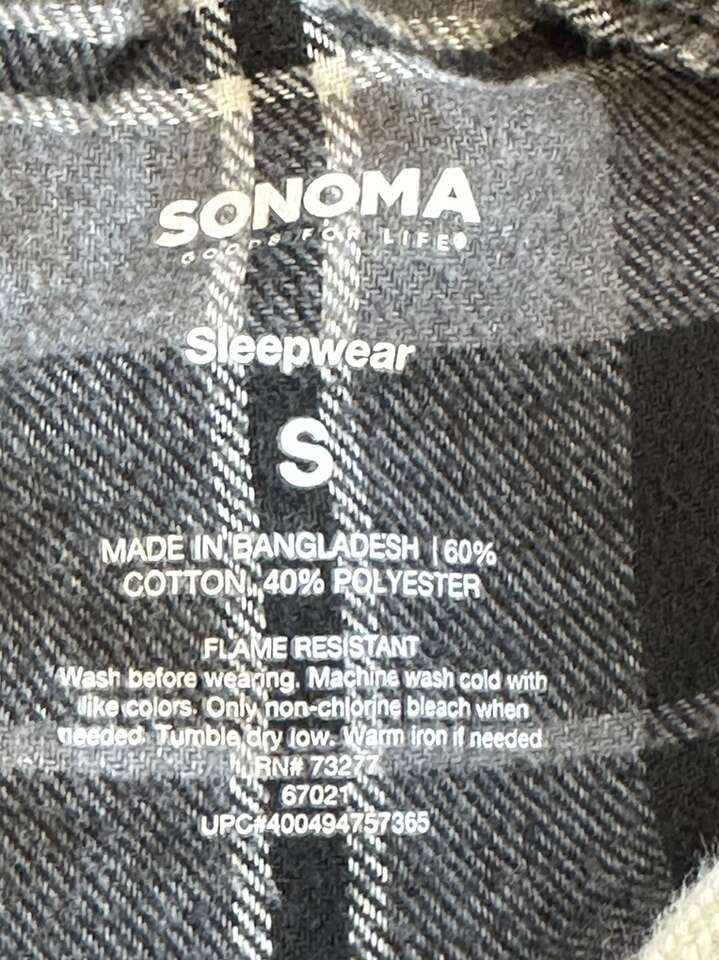 SONOMA
GOODS FOR LIFE®
Sleepwear
S
MADE IN BANGLADESH | 60%
COTTON, 40% POLYESTER
FLAME RESISTANT
Wash before wearing. Machine wash cold with
like colors. Only non-chlorine bleach when
needed. Tumble dry low. Warm iron if needed
RN# 73277
67021
UPC#400494757365